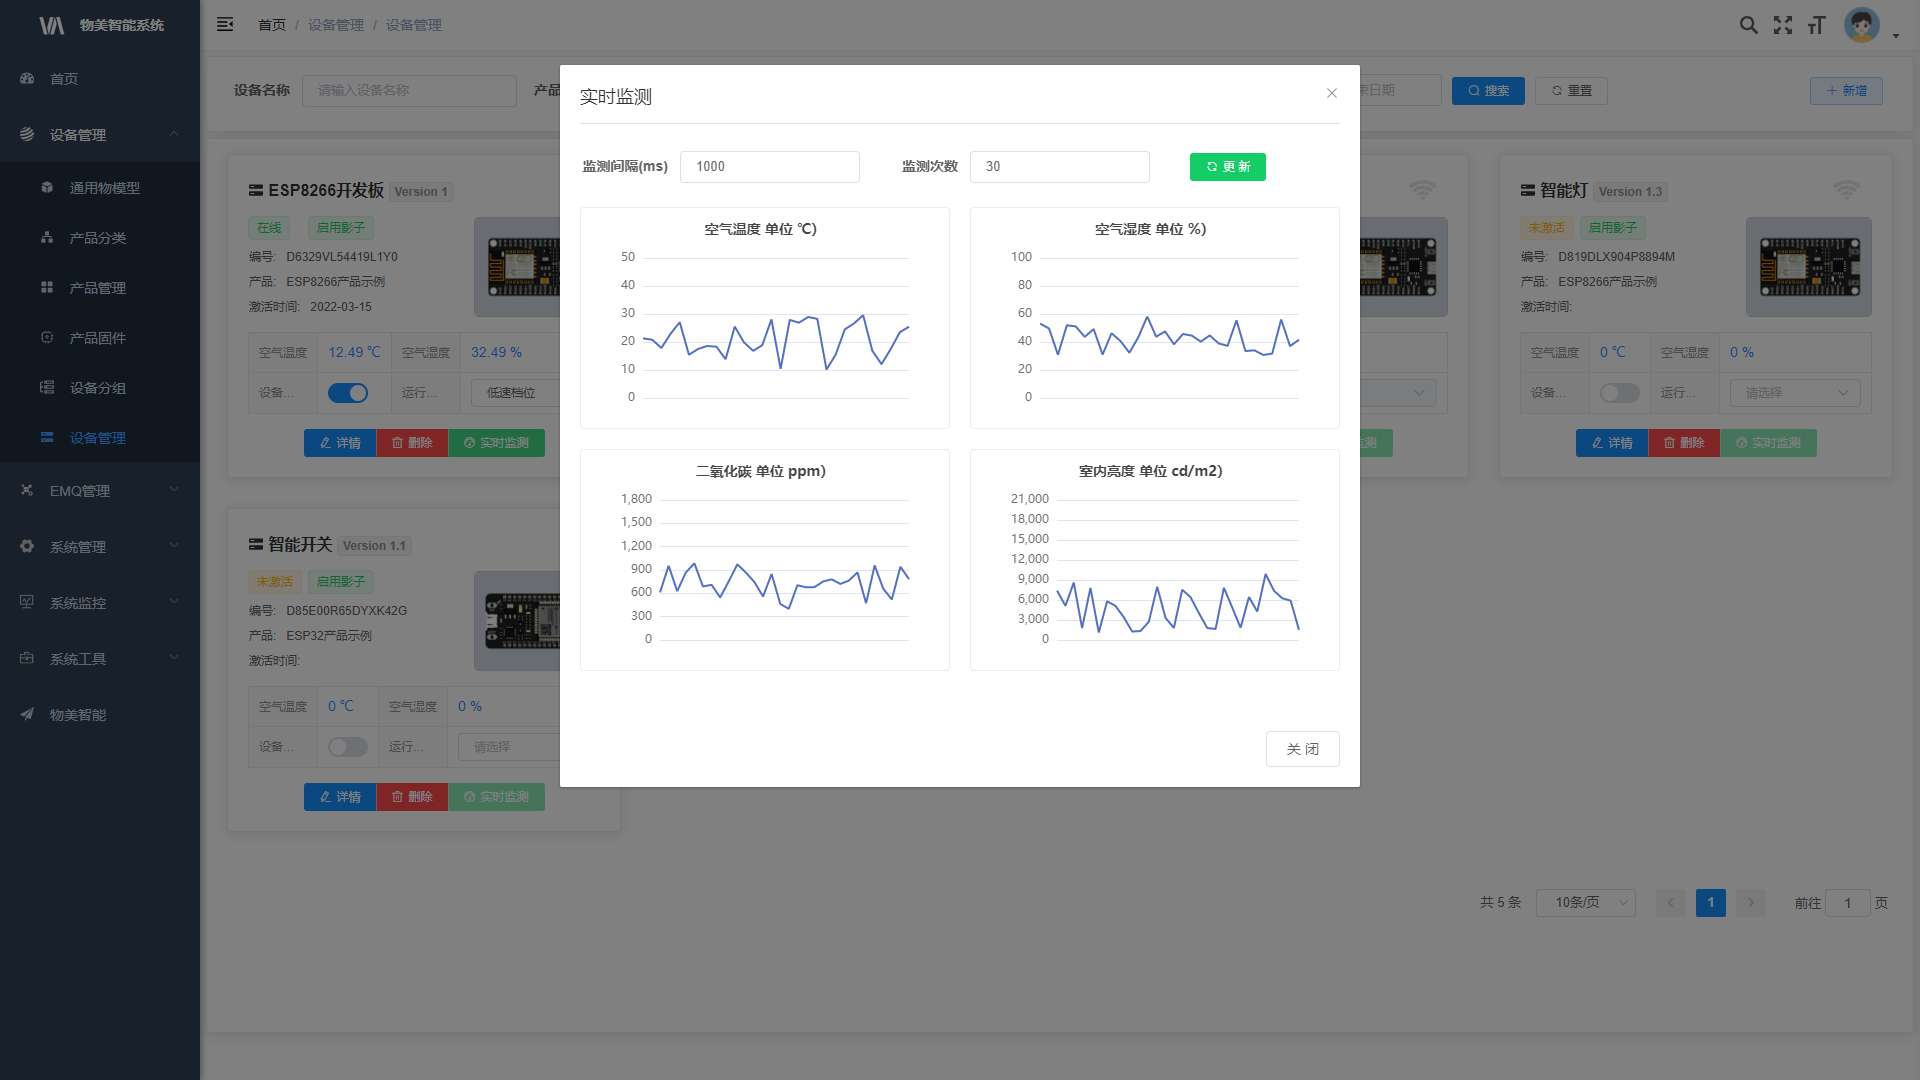 物美智能系统
首页
设备管理
通用物模型
产品分类
产品管理
产品固件
设备分组
设备管理
EMQ管理
系统管理
系统监控
系统工具
物美智能
首页 / 设备管理 / 设备管理
设备名称 请输入设备名称 产品
束日期 搜索 重置 新增
ESP8266开发板 Version 1
在线 启用影子
编号: D6329VL54419L1Y0
产品: ESP8266产品示例
激活时间: 2022-03-15
空气温度 12.49 ℃ 空气湿度 32.49 %
设备... 运行... 低速档位
详情 删除 实时监测
智能开关 Version 1.1
未激活 启用影子
编号: D85E00R65DYXK42G
产品: ESP32产品示例
激活时间:
空气温度 0 ℃ 空气湿度 0 %
设备... 运行... 请选择
详情 删除 实时监测
实时监测
监测间隔(ms) 1000 监测次数 30 更 新
空气温度 单位 ℃)
50
40
30
20
10
0
空气湿度 单位 %)
100
80
60
40
20
0
二氧化碳 单位 ppm)
1,800
1,500
1,200
900
600
300
0
室内亮度 单位 cd/m2)
21,000
18,000
15,000
12,000
9,000
6,000
3,000
0
关 闭
测
智能灯 Version 1.3
未激活 启用影子
编号: D819DLX904P8894M
产品: ESP8266产品示例
激活时间:
空气温度 0 ℃ 空气湿度 0 %
设备... 运行... 请选择
详情 删除 实时监测
共 5 条 10条/页 1 前往 1 页